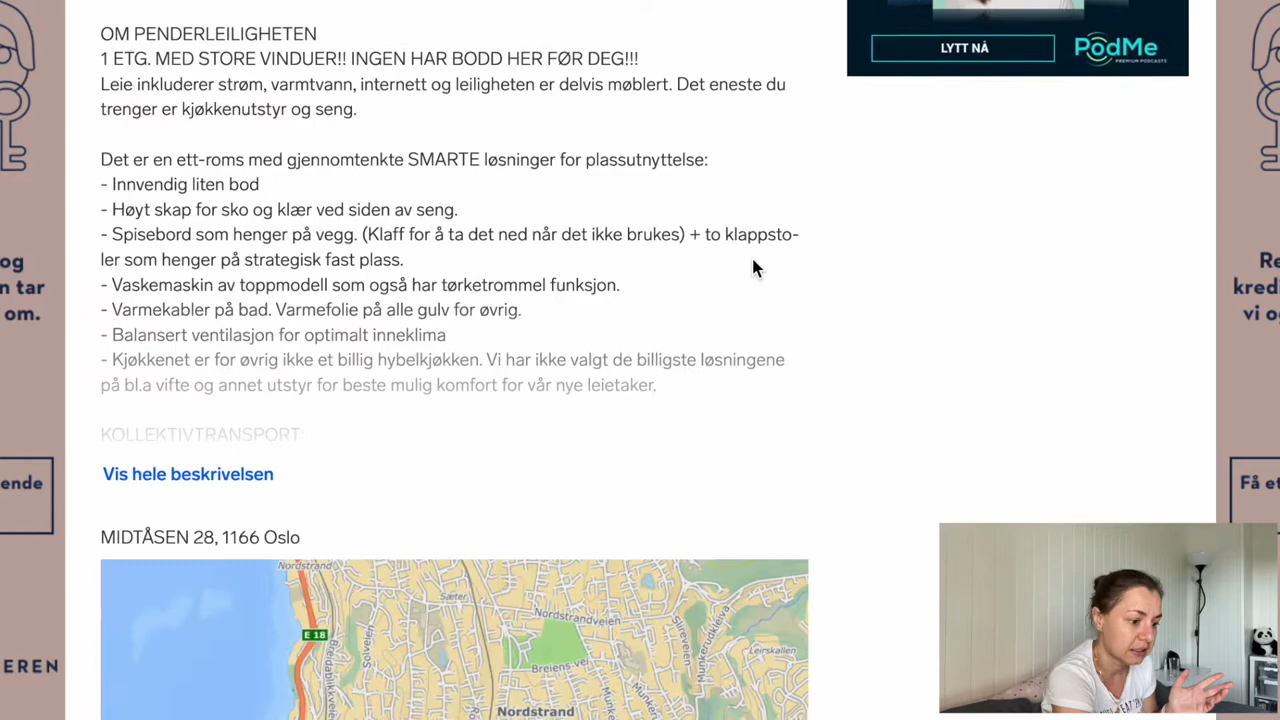 OM PENDERLEILIGHETEN
1 ETG. MED STORE VINDUER!! INGEN HAR BODD HER FØR DEG!!!
Leie inkluderer strøm, varmtvann, internett og leiligheten er delvis møblert. Det eneste du
trenger er kjøkkenutstyr og seng.
Det er en ett-roms med gjennomtenkte SMARTE løsninger for plassutnyttelse:
- Innvendig liten bod
- Høyt skap for sko og klær ved siden av seng.
- Spisebord som henger på vegg. (Klaff for å ta det ned når det ikke brukes) + to klappsto-
ler som henger på strategisk fast plass.
- Vaskemaskin av toppmodell som også har tørketrommel funksjon.
- Varmekabler på bad. Varmefolie på alle gulv for øvrig.
- Balansert ventilasjon for optimalt inneklima
- Kjøkkenet er for øvrig ikke et billig hybelkjøkken. Vi har ikke valgt de billigste løsningene
på bl.a vifte og annet utstyr for beste mulig komfort for vår nye leietaker.
KOLLEKTIVTRANSPORT:
Vis hele beskrivelsen
MIDTÅSEN 28, 1166 Oslo
Nordstrand
Sæter
Nordstrandveien
E 18
Solveien
Breiens vei
Munkerudkleiva
Leirskallen
Nordstrand
LYTT NÅ
PodMe
PREMIUM PODCASTS
og
n tar
om.
ende
EREN
Re
kredi
vi o
Få et